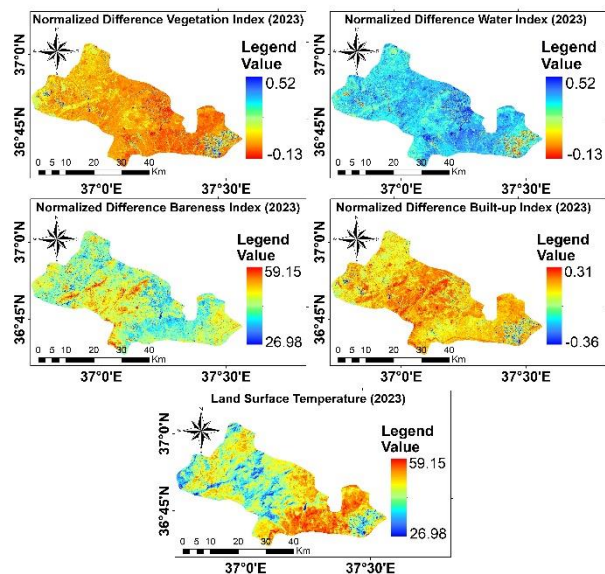 Normalized Difference Vegetation Index (2023)
37°0'N
36°45'N
Legend
Value
0.52
-0.13
0 5 10 20 30 40
Km
37°0'E
37°30'E
Normalized Difference Water Index (2023)
37°0'N
36°45'N
Legend
Value
0.52
-0.13
0 5 10 20 30 40
Km
37°0'E
37°30'E
Normalized Difference Bareness Index (2023)
37°0'N
36°45'N
Legend
Value
59.15
26.98
0 5 10 20 30 40
Km
37°0'E
37°30'E
Normalized Difference Built-up Index (2023)
37°0'N
36°45'N
Legend
Value
0.31
-0.36
0 5 10 20 30 40
Km
37°0'E
37°30'E
Land Surface Temperature (2023)
37°0'N
36°45'N
Legend
Value
59.15
26.98
0 5 10 20 30 40
Km
37°0'E
37°30'E